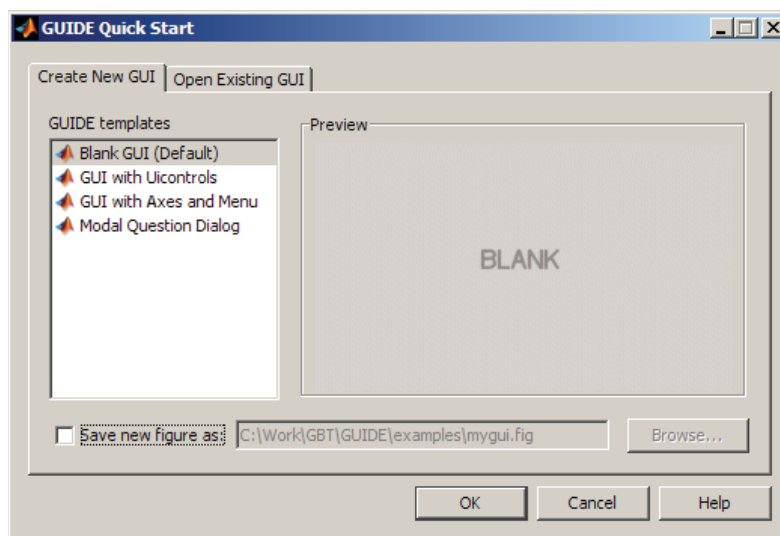 GUIDE Quick Start
Create New GUI
Open Existing GUI
GUIDE templates
Blank GUI (Default)
GUI with Uicontrols
GUI with Axes and Menu
Modal Question Dialog
Preview
BLANK
Save new figure as:
C:\Work\GBT\GUIDE\examples\mygui.fig
Browse...
OK
Cancel
Help